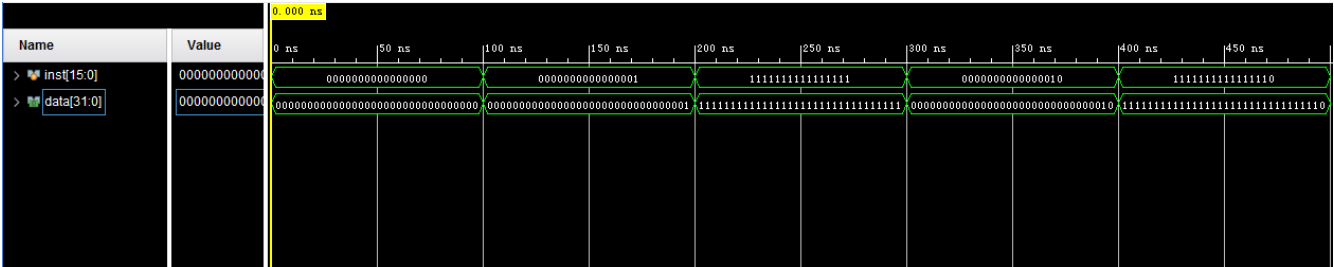 0.000 ns
Name Value
0 ns 50 ns 100 ns 150 ns 200 ns 250 ns 300 ns 350 ns 400 ns 450 ns
inst[15:0] 000000000000 0000000000000000 0000000000000001 1111111111111111 0000000000000010 1111111111111110
data[31:0] 000000000000 00000000000000000000000000000000 00000000000000000000000000000001 11111111111111111111111111111111 00000000000000000000000000000010 11111111111111111111111111111110